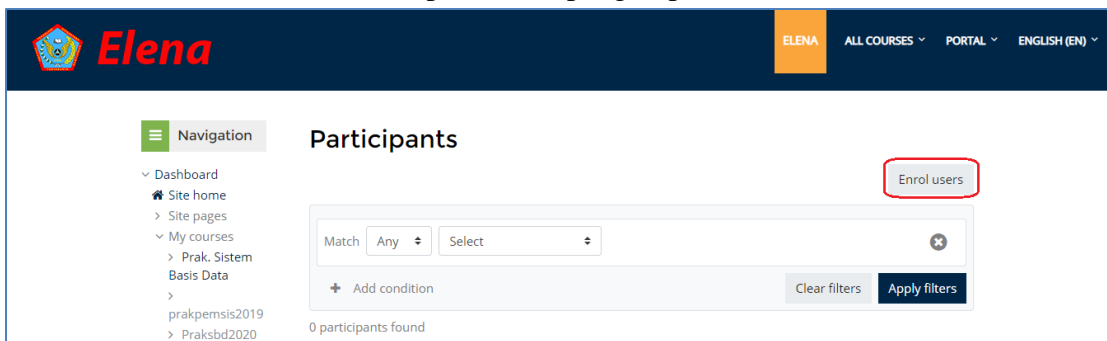 Elena
ELENA ALL COURSES PORTAL ENGLISH (EN)
Navigation
Participants
Enrol users
Dashboard
Site home
Site pages
My courses
Prak. Sistem
Basis Data
prakpemsis2019
Praksbd2020
Match Any Select
Add condition
Clear filters Apply filters
0 participants found